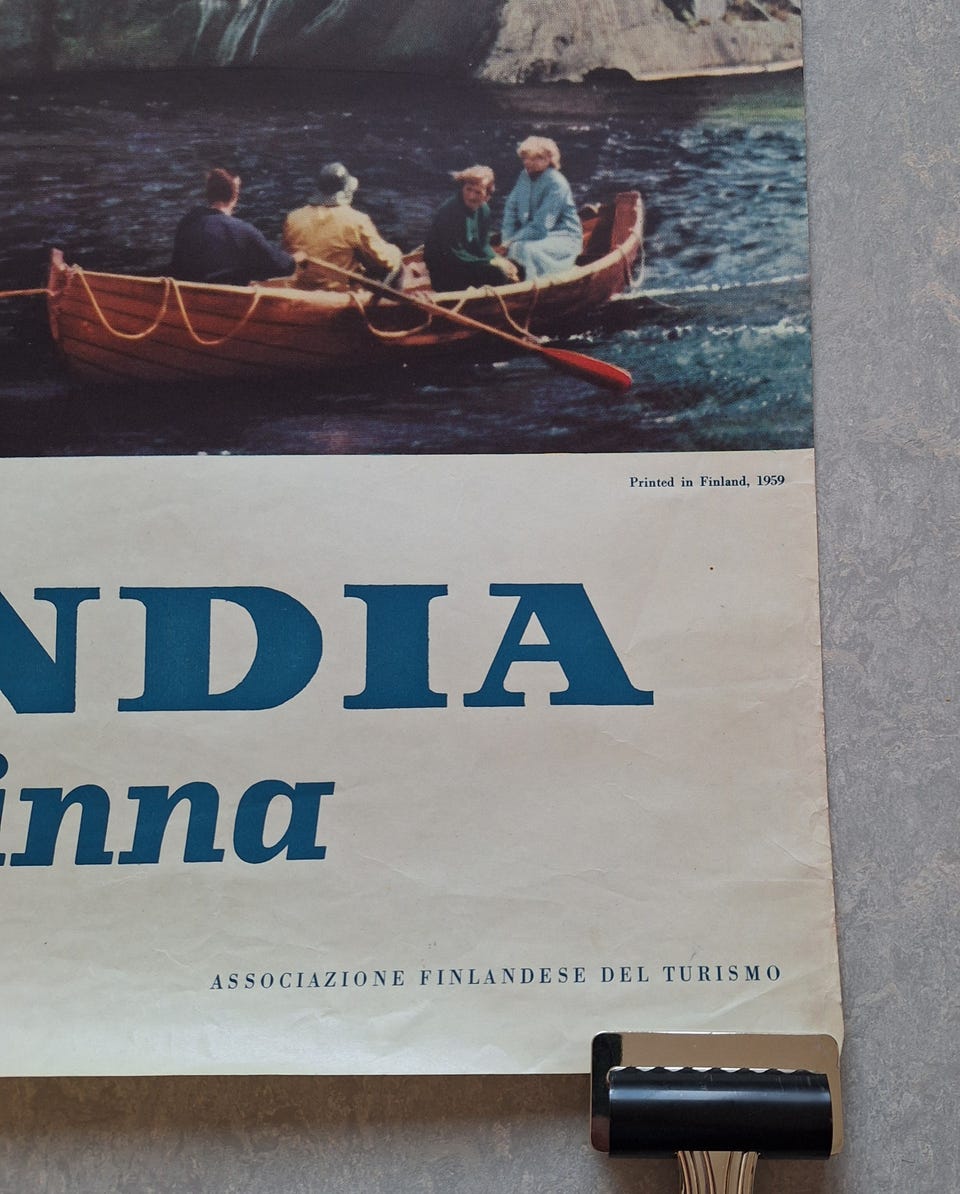 Printed in Finland, 1959
NDIA
inna
ASSOCIAZIONE FINLANDESE DEL TURISMO